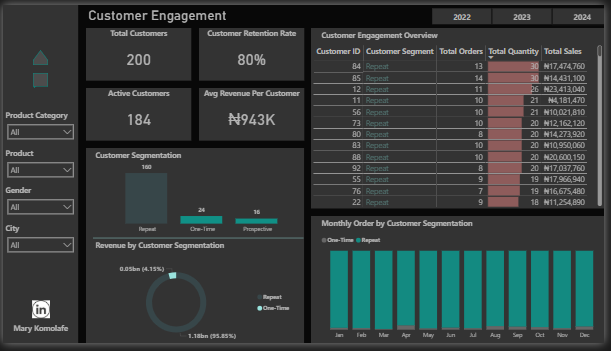 Customer Engagement
2022 2023 2024
Total Customers
200
Customer Retention Rate
80%
Active Customers
184
Avg Revenue Per Customer
₦943K
Product Category
All
Product
All
Gender
All
City
All
in
Mary Komolafe
Customer Segmentation
160
24
16
Repeat One-Time Prospective
Revenue by Customer Segmentation
0.05bn (4.15%)
Repeat
One-Time
1.18bn (95.85%)
Customer Engagement Overview
Customer ID Customer Segment Total Orders Total Quantity Total Sales
84 Repeat 13 30 ₦17,474,760
85 Repeat 14 30 ₦14,431,100
12 Repeat 11 26 ₦23,413,040
11 Repeat 10 21 ₦4,181,470
56 Repeat 10 21 ₦10,021,810
73 Repeat 10 20 ₦12,162,120
80 Repeat 8 20 ₦14,273,920
83 Repeat 10 20 ₦10,950,060
88 Repeat 10 20 ₦20,600,150
92 Repeat 8 20 ₦17,037,760
55 Repeat 9 19 ₦17,966,940
76 Repeat 7 19 ₦16,675,480
22 Repeat 9 18 ₦11,254,890
Monthly Order by Customer Segmentation
One-Time Repeat
Jan Feb Mar Apr May Jun Jul Aug Sep Oct Nov Dec